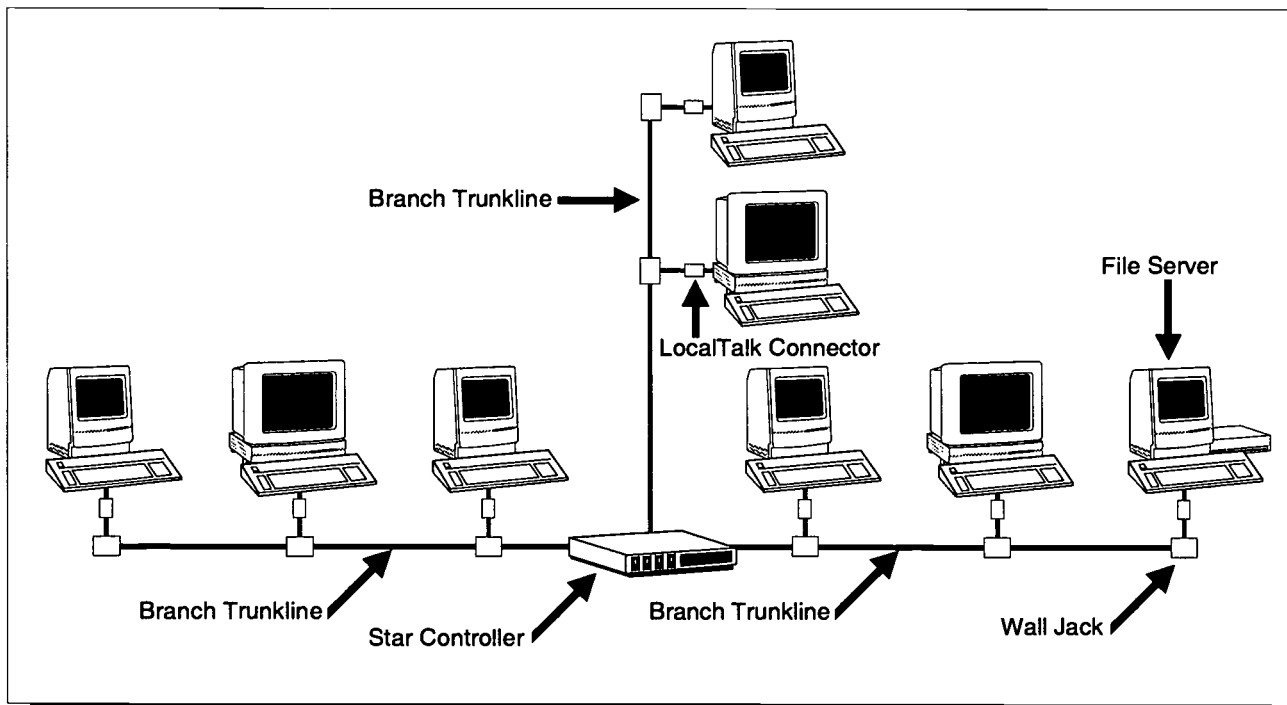 Branch Trunkline
File Server
LocalTalk Connector
Branch Trunkline
Star Controller
Branch Trunkline
Wall Jack